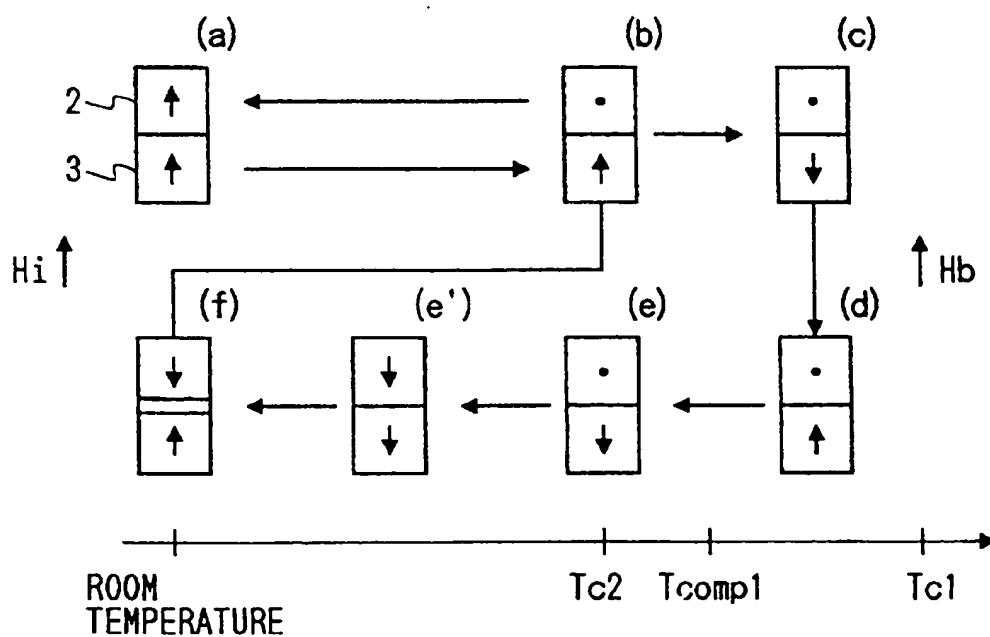 (a) (b) (c)
2
3
Hi Hb
(f) (e') (e) (d)
ROOM TEMPERATURE Tc2 Tcomp1 Tc1